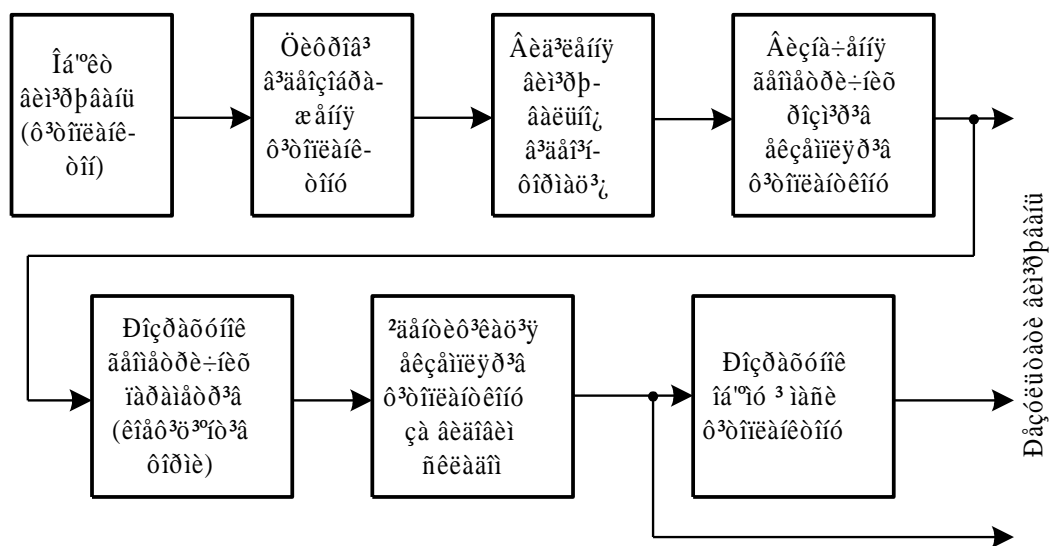 Îá'ºêò
âèì³ðþâàíü
(ô³òîïëàíê-
òîí)
Öèôðîâ³
â³äåîçîáðà-
æåííÿ
ô³òîïëàíê-
òîíó
Âèä³ëåííÿ
âèì³ðþ-
âàëüíî¿
â³äåî³í-
ôîðìàö³¿
Âèçíà÷åííÿ
ãåîìåòðè÷íèõ
ðîçì³ð³â
åêçåìïëÿð³â
ô³òîïëàíòêîíó
Ðîçðàõóíîê
ãåîìåòðè÷íèõ
ïàðàìåòð³â
(êîåô³ö³ºíò³â
ôîðìè)
²äåíòèô³êàö³ÿ
åêçåìïëÿð³â
ô³òîïëàíòêîíó
çà âèäîâèì
ñêëàäîì
Ðîçðàõóíîê
îá'ºìó ³ ìàñè
ô³òîïëàíêòîíó
Ðåçóëüòàòè âèì³ðþâàíü